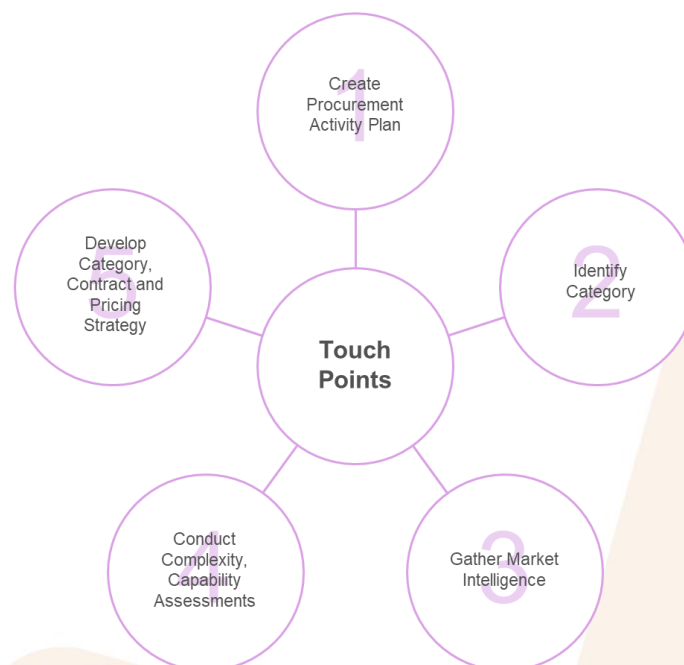 1
Create
Procurement
Activity Plan
2
Identify
Category
3
Gather Market
Intelligence
4
Conduct
Complexity,
Capability
Assessments
5
Develop
Category,
Contract and
Pricing
Strategy
Touch
Points